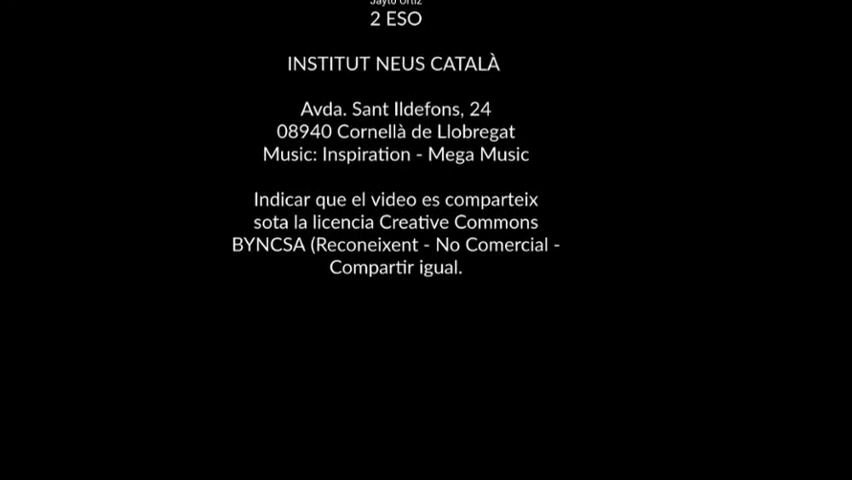 2 ESO
INSTITUT NEUS CATALÀ
Avda. Sant Ildefons, 24
08940 Cornellà de Llobregat
Music: Inspiration - Mega Music
Indicar que el video es comparteix
sota la licencia Creative Commons
BYNCSA (Reconeixent - No Comercial -
Compartir igual.